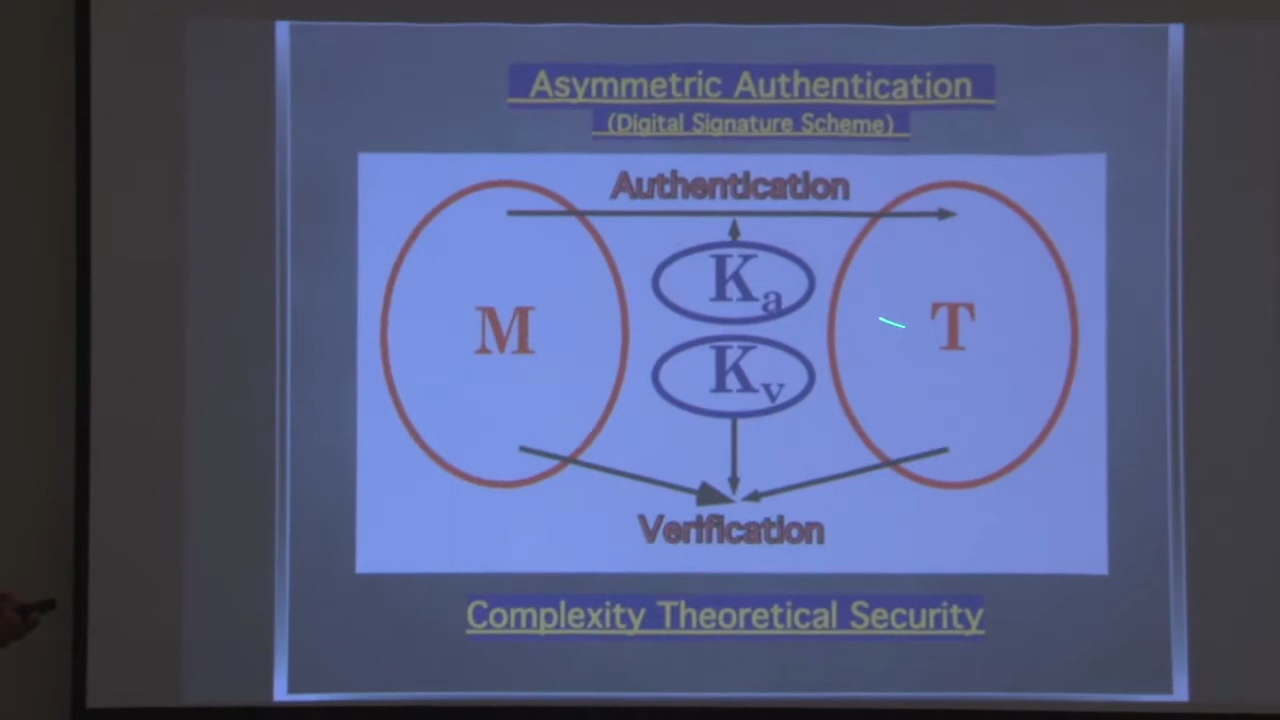 Asymmetric Authentication
(Digital Signature Scheme)
Authentication
Ka
M
T
Kv
Verification
Complexity Theoretical Security